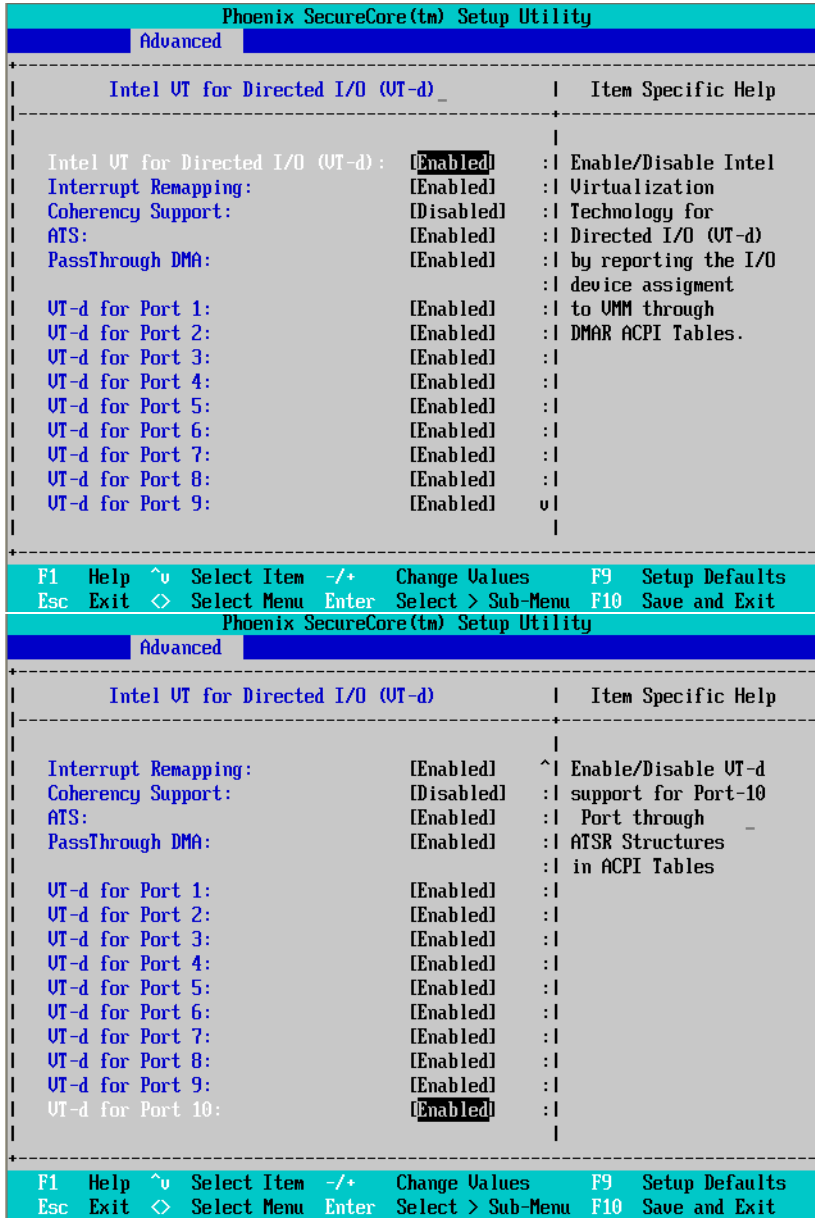 Phoenix SecureCore(tm) Setup Utility
Advanced
Intel VT for Directed I/O (VT-d)_ | Item Specific Help
Intel VT for Directed I/O (VT-d): [Enabled] :| Enable/Disable Intel
Interrupt Remapping: [Enabled] :| Virtualization
Coherency Support: [Disabled] :| Technology for
ATS: [Enabled] :| Directed I/O (VT-d)
PassThrough DMA: [Enabled] :| by reporting the I/O
:| device assigment
VT-d for Port 1: [Enabled] :| to VMM through
VT-d for Port 2: [Enabled] :| DMAR ACPI Tables.
VT-d for Port 3: [Enabled] :|
VT-d for Port 4: [Enabled] :|
VT-d for Port 5: [Enabled] :|
VT-d for Port 6: [Enabled] :|
VT-d for Port 7: [Enabled] :|
VT-d for Port 8: [Enabled] :|
VT-d for Port 9: [Enabled] v|
F1 Help ^v Select Item -/+ Change Values F9 Setup Defaults
Esc Exit <> Select Menu Enter Select > Sub-Menu F10 Save and Exit
Phoenix SecureCore(tm) Setup Utility
Advanced
Intel VT for Directed I/O (VT-d) | Item Specific Help
Interrupt Remapping: [Enabled] ^| Enable/Disable VT-d
Coherency Support: [Disabled] :| support for Port-10
ATS: [Enabled] :| Port through _
PassThrough DMA: [Enabled] :| ATSR Structures
:| in ACPI Tables
VT-d for Port 1: [Enabled] :|
VT-d for Port 2: [Enabled] :|
VT-d for Port 3: [Enabled] :|
VT-d for Port 4: [Enabled] :|
VT-d for Port 5: [Enabled] :|
VT-d for Port 6: [Enabled] :|
VT-d for Port 7: [Enabled] :|
VT-d for Port 8: [Enabled] :|
VT-d for Port 9: [Enabled] :|
VT-d for Port 10: [Enabled] :|
F1 Help ^v Select Item -/+ Change Values F9 Setup Defaults
Esc Exit <> Select Menu Enter Select > Sub-Menu F10 Save and Exit